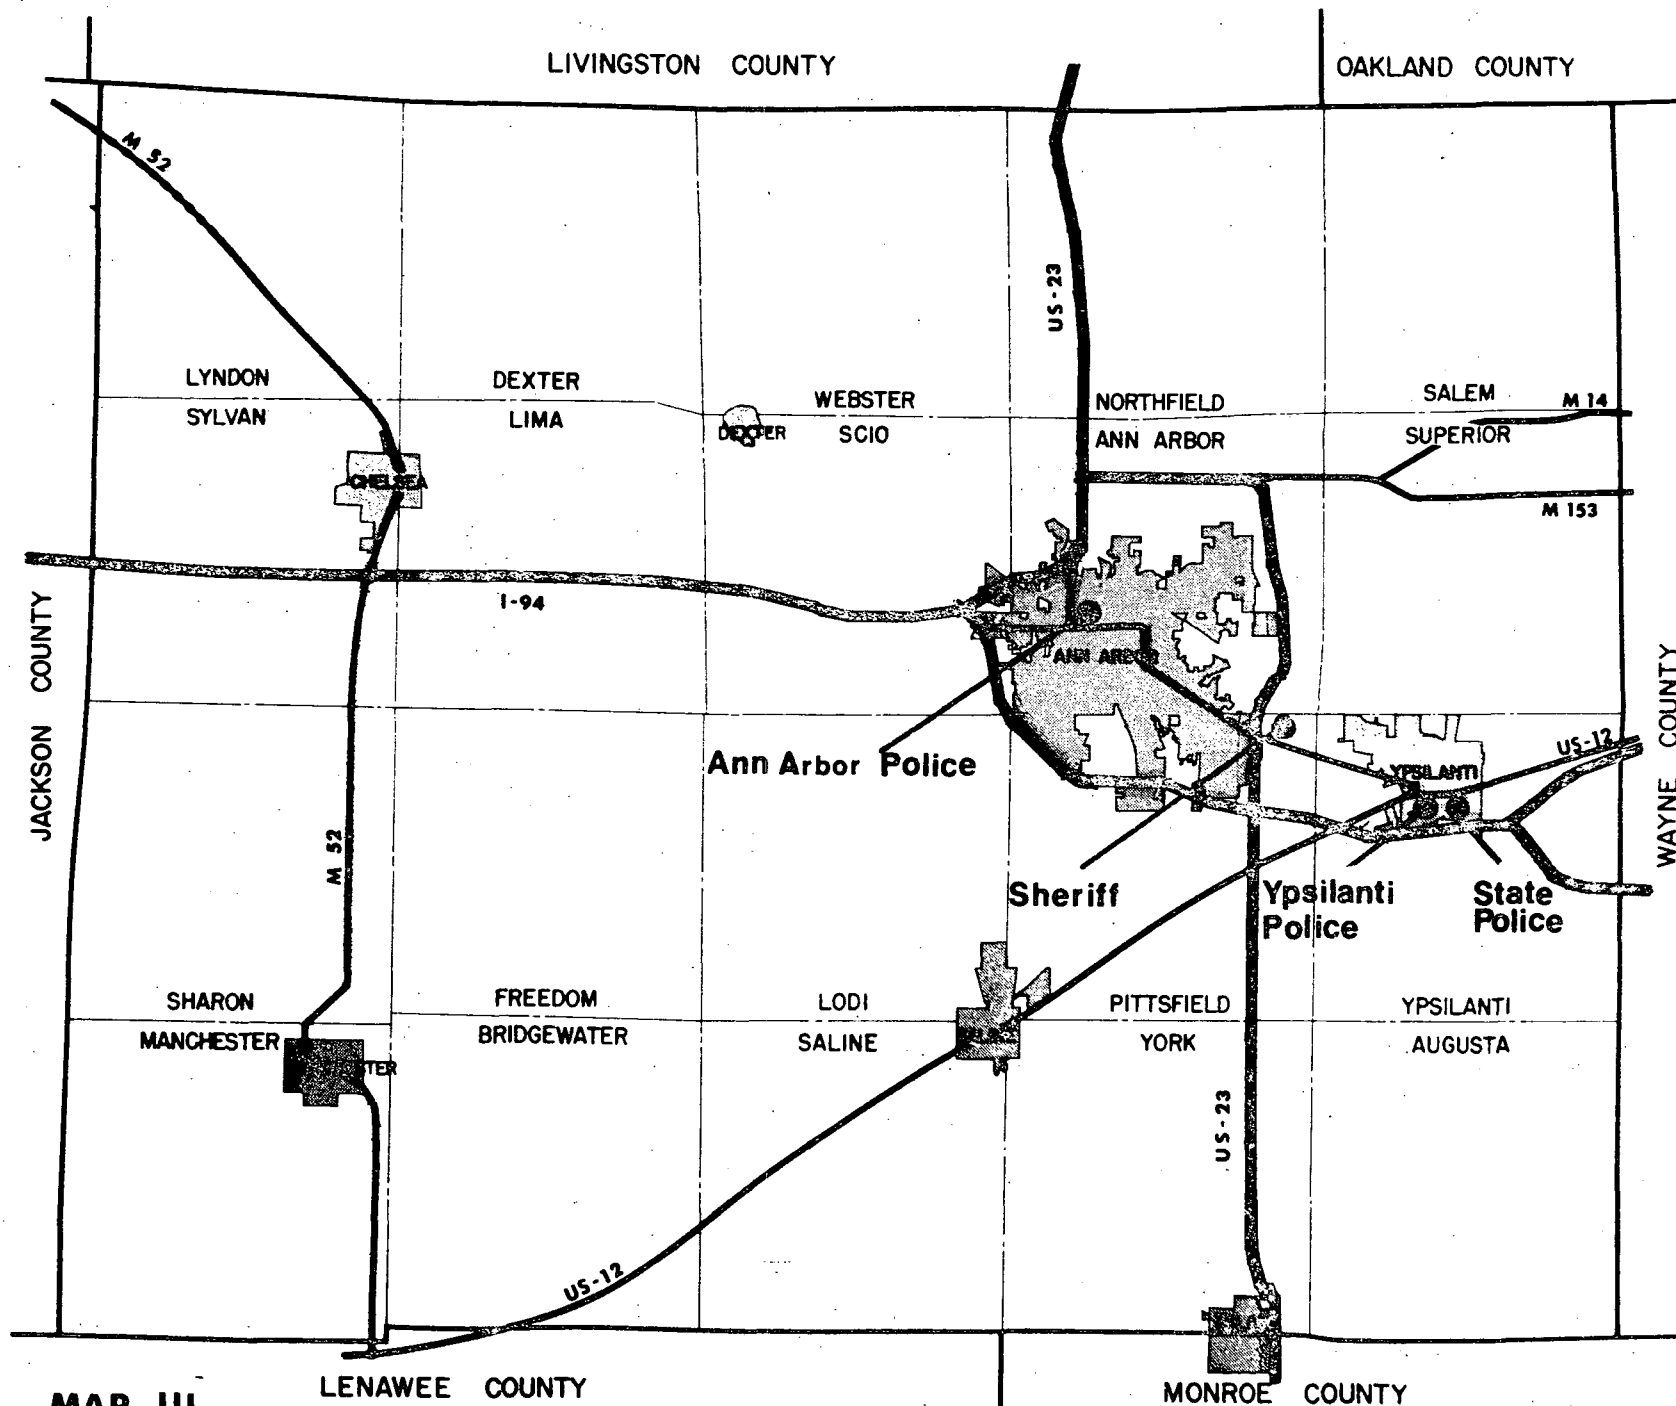 LIVINGSTON COUNTY
OAKLAND COUNTY
M 52
US-23
LYNDON
SYLVAN
DEXTER
LIMA
DEXTER
WEBSTER
SCIO
NORTHFIELD
ANN ARBOR
SALEM
SUPERIOR
M 14
M 153
CHELSEA
I-94
JACKSON COUNTY
WAYNE COUNTY
ANN ARBOR
Ann Arbor Police
US-12
YPSILANTI
M 52
Sheriff
Ypsilanti
Police
State
Police
SHARON
MANCHESTER
FREEDOM
BRIDGEWATER
LODI
SALINE
PITTSFIELD
YORK
YPSILANTI
AUGUSTA
US-23
US-12
LENAWEE COUNTY
MONROE COUNTY
MAP III